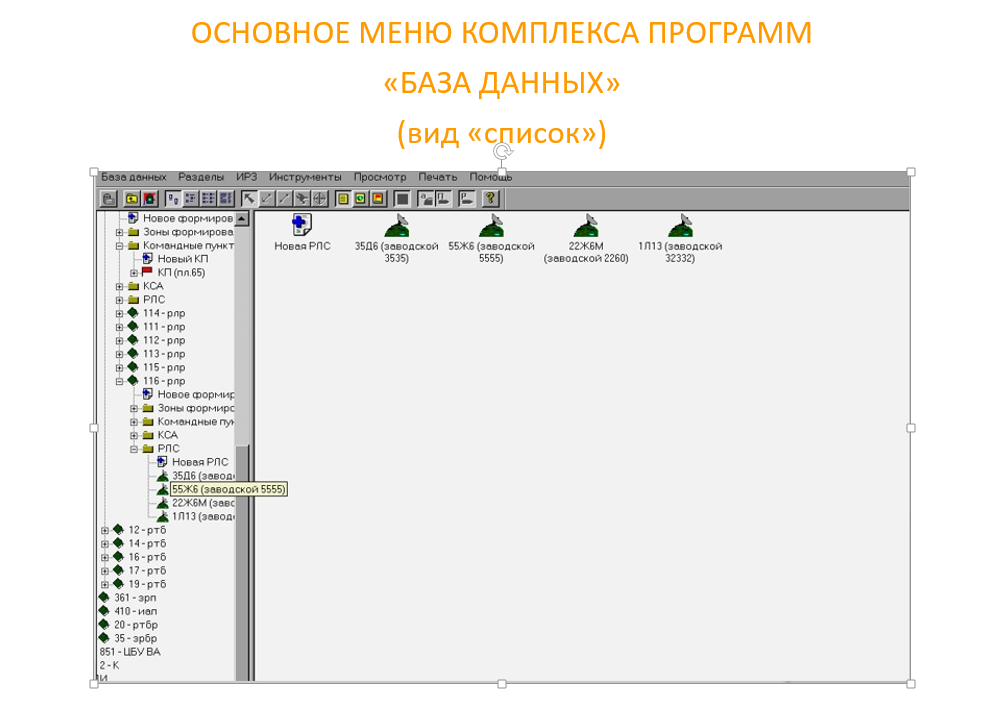 ОСНОВНОЕ МЕНЮ КОМПЛЕКСА ПРОГРАММ
«БАЗА ДАННЫХ»
(вид «список»)
База данных Разделы ИРЗ Инструменты Просмотр Печать Помощь
Новое формиров
Зоны формирова
Командные пункт
Новый КП
КП (пл.65)
КСА
РЛС
114 - рлр
111 - рлр
112 - рлр
113 - рлр
115 - рлр
116 - рлр
Новое формир
Зоны формиро
Командные пун
КСА
РЛС
Новая РЛС
35Д6 (завод
55Ж6 (заводской 5555)
22Ж6М (завс
1Л13 (завод
12 - ртб
14 - ртб
16 - ртб
17 - ртб
19 - ртб
361 - зрп
410 - иап
20 - ртбр
35 - зрбр
851 - ЦБУ ВА
2 - К
Новая РЛС
35Д6 (заводской
3535)
55Ж6 (заводской
5555)
22Ж6М
(заводской 2260)
1Л13 (заводской
32332)